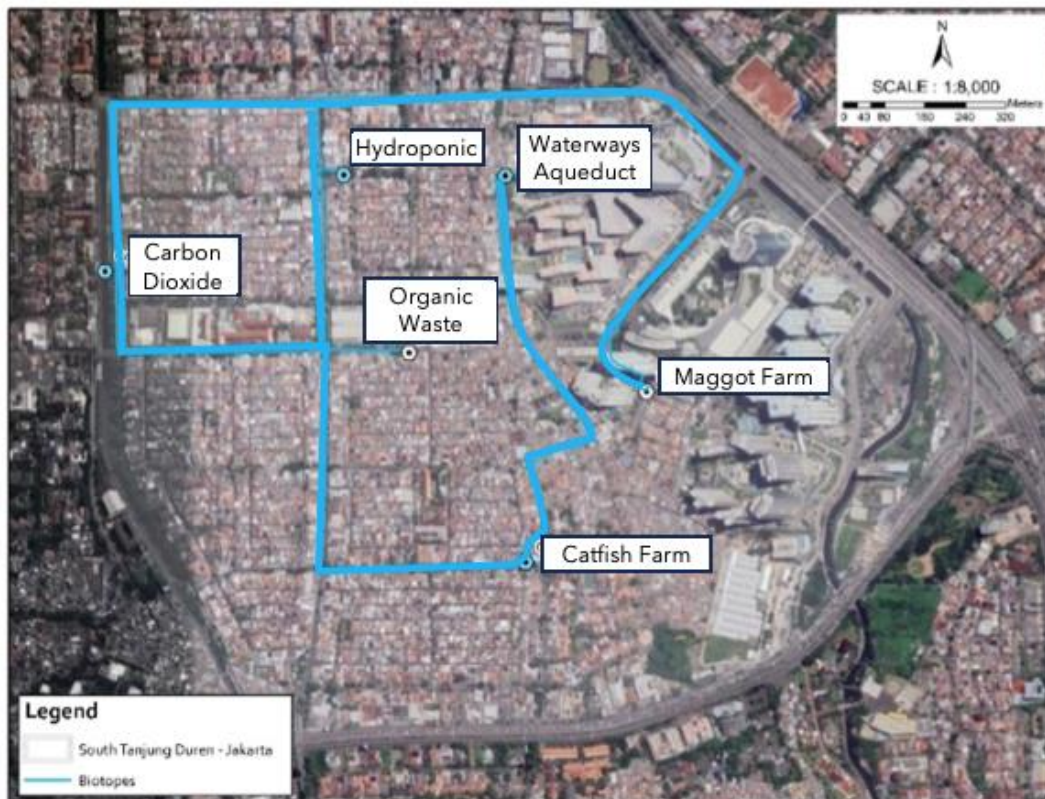 N
SCALE : 1:8,000
Meters
0 40 80 160 240 320
Hydroponic
Waterways
Aqueduct
Carbon
Dioxide
Organic
Waste
Maggot Farm
Catfish Farm
Legend
South Tanjung Duren - Jakarta
Biotopes